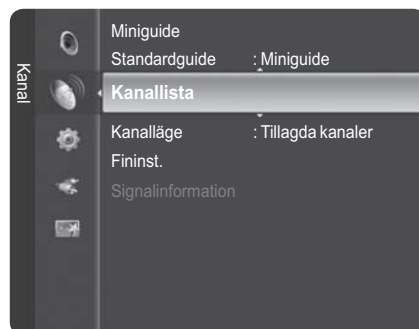 Kanal
Miniguide
Standardguide : Miniguide
Kanallista
Kanalläge : Tillagda kanaler
Fininst.
Signalinformation